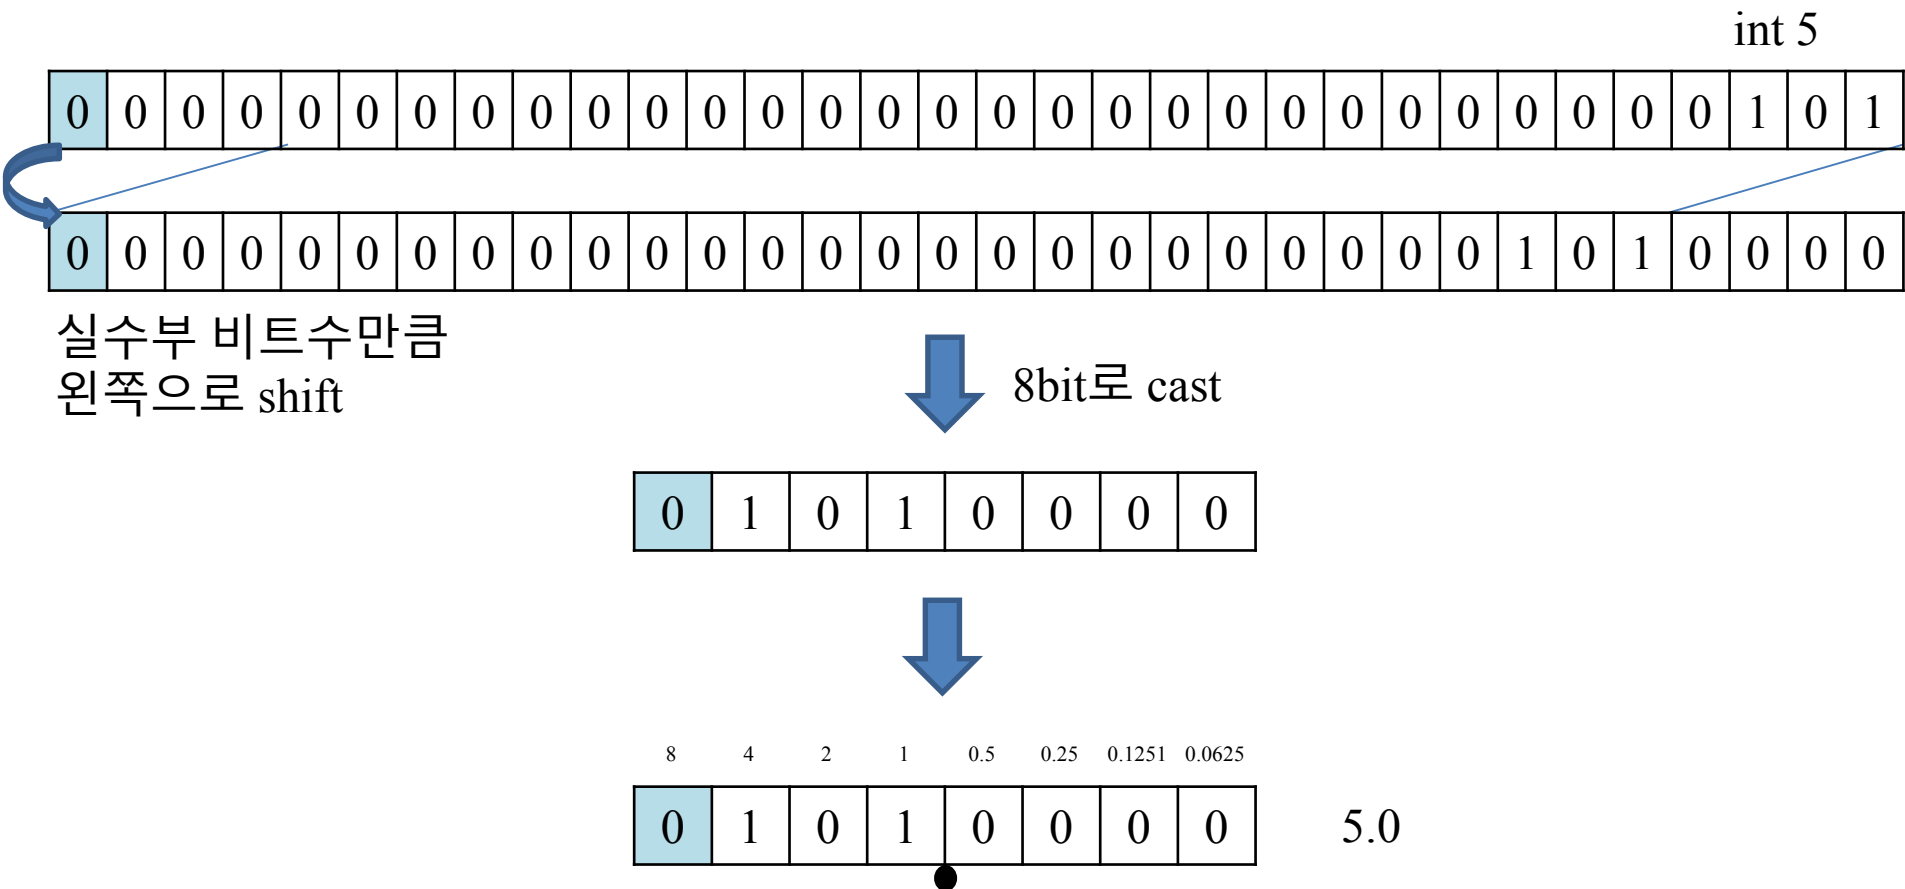 int 5
0 0 0 0 0 0 0 0 0 0 0 0 0 0 0 0 0 0 0 0 0 0 0 0 0 0 0 0 0 1 0 1
0 0 0 0 0 0 0 0 0 0 0 0 0 0 0 0 0 0 0 0 0 0 0 0 0 1 0 1 0 0 0 0
실수부 비트수만큼
왼쪽으로 shift
8bit로 cast
0 1 0 1 0 0 0 0
8 4 2 1 0.5 0.25 0.1251 0.0625
0 1 0 1 0 0 0 0 5.0